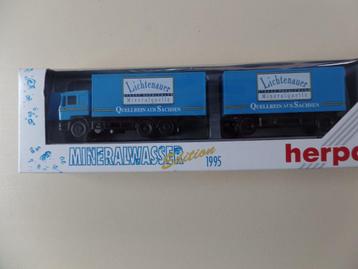 Lichtenauer
Mineralquelle
QUELLREIN AUS SACHSEN
Lichtenauer
Mineralquelle
QUELLREIN AUS SACHSEN
MINERALWASSER Edition 1995
herpa